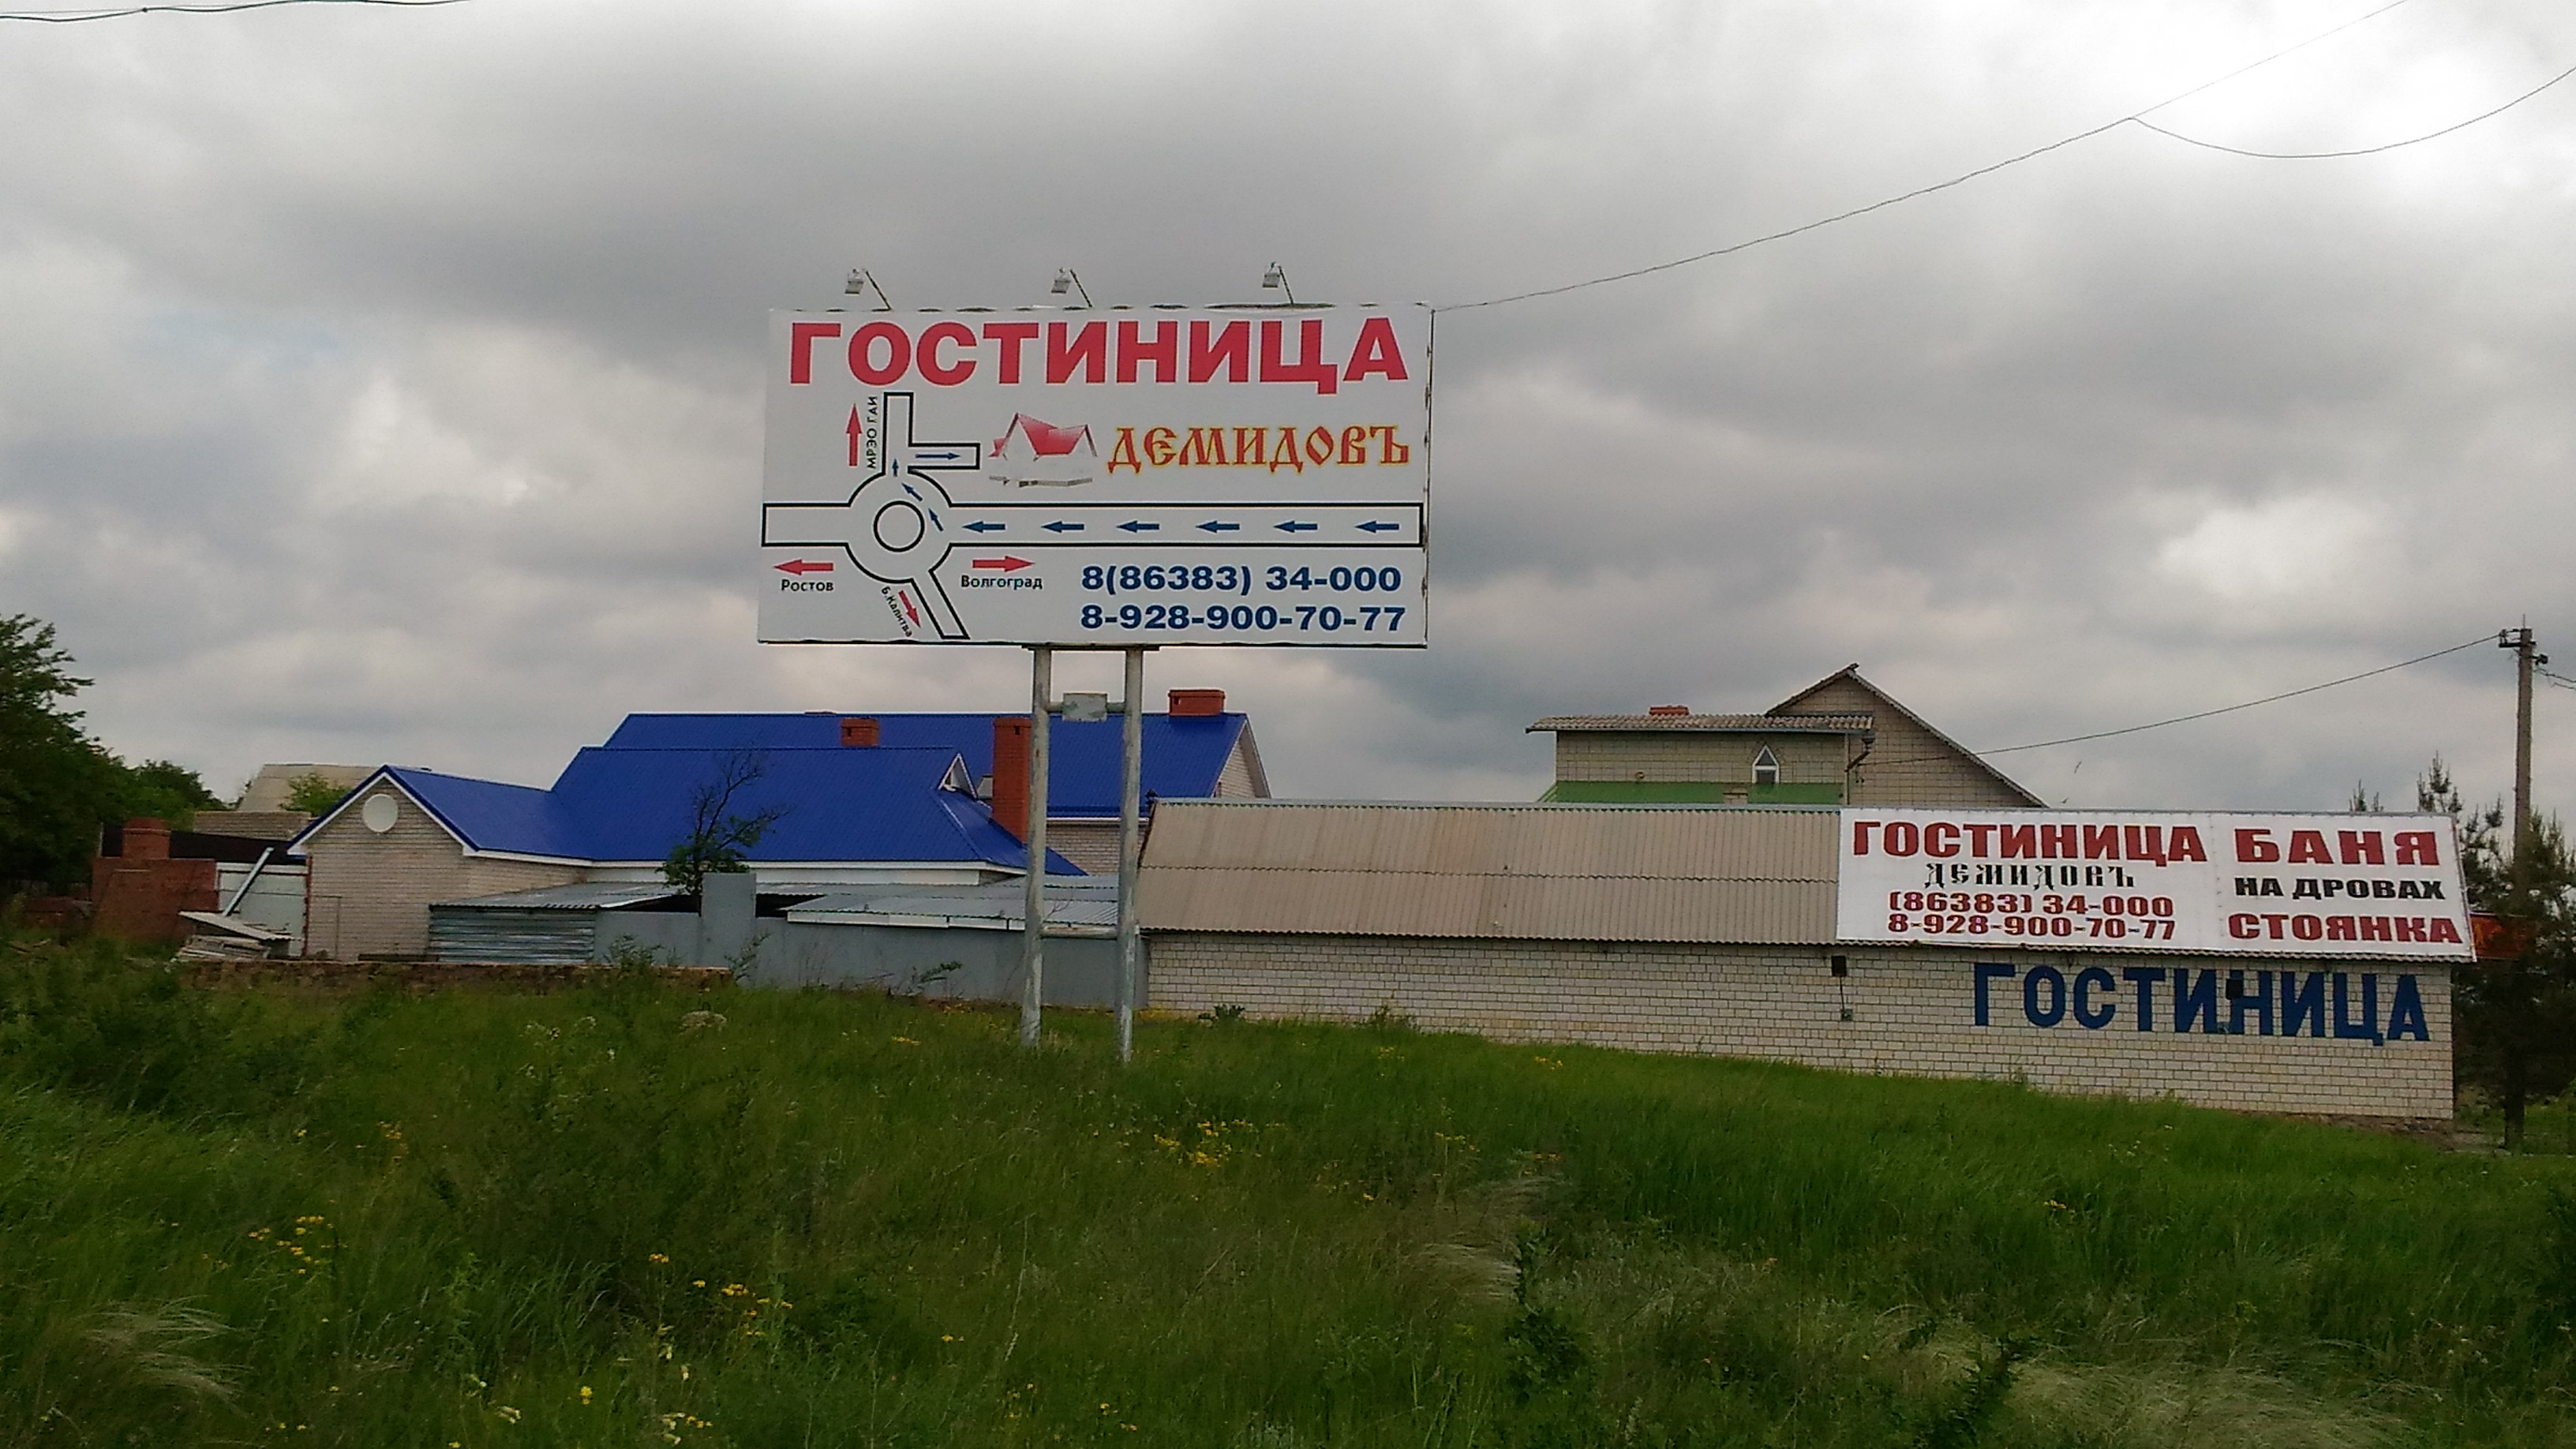 ГОСТИНИЦА
МРЭО ГАИ
ДЕМИДОВЪ
Ростов
Б.Калитва
Волгоград
8(86383) 34-000
8-928-900-70-77
ГОСТИНИЦА
ДЕМИДОВЪ
(86383) 34-000
8-928-900-70-77
БАНЯ
НА ДРОВАХ
СТОЯНКА
ГОСТИНИЦА